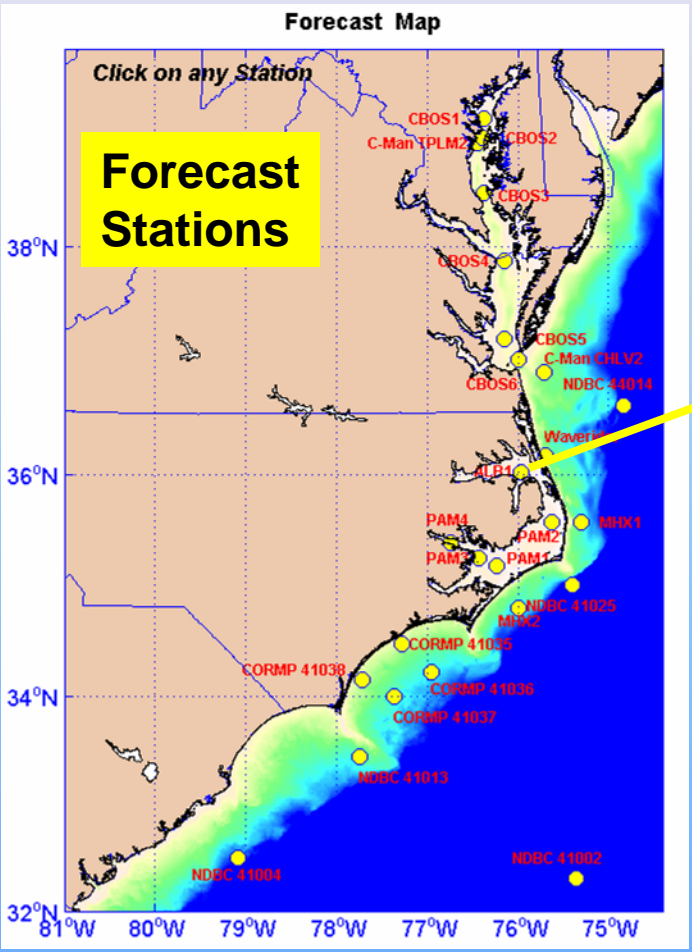 Forecast Map
Click on any Station
Forecast
Stations
CBOS1
C-Man TPLM2
CBOS2
CBOS3
38°N
CBOS4
CBOS5
C-Man CHLV2
CBOS6
NDBC 44014
36°N
ALB1
PAM4
MHX1
PAM2
PAM3
PAM1
NDBC 41025
MHX2
CORMP 41035
CORMP 41038
CORMP 41036
34°N
CORMP 41037
NDBC 41013
NDBC 41002
NDBC 41004
32°N
81°W 80°W 79°W 78°W 77°W 76°W 75°W